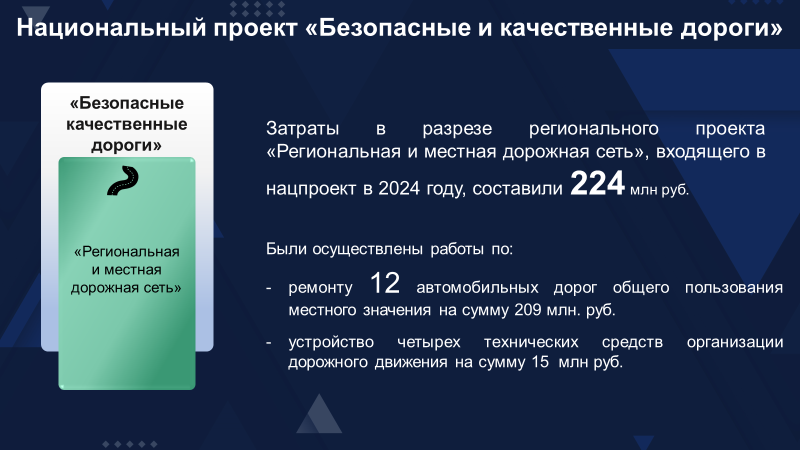 Национальный проект «Безопасные и качественные дороги»
«Безопасные
качественные
дороги»
«Региональная
и местная
дорожная сеть»
Затраты в разрезе регионального проекта
«Региональная и местная дорожная сеть», входящего в
нацпроект в 2024 году, составили 224 млн руб.
Были осуществлены работы по:
- ремонту 12 автомобильных дорог общего пользования
местного значения на сумму 209 млн. руб.
- устройство четырех технических средств организации
дорожного движения на сумму 15 млн руб.